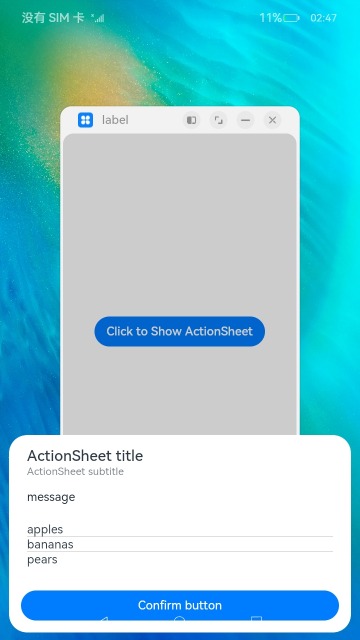 没有 SIM 卡
11%
02:47
label
Click to Show ActionSheet
ActionSheet title
ActionSheet subtitle
message
apples
bananas
pears
Confirm button